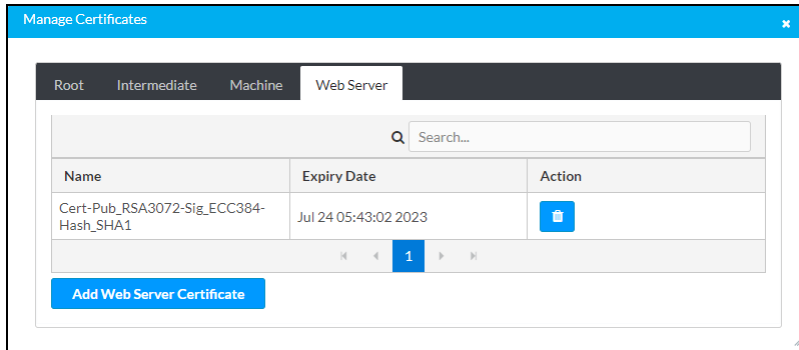 Manage Certificates
Root Intermediate Machine Web Server
Search...
Name Expiry Date Action
Cert-Pub_RSA3072-Sig_ECC384-
Hash_SHA1
Jul 24 05:43:02 2023
1
Add Web Server Certificate